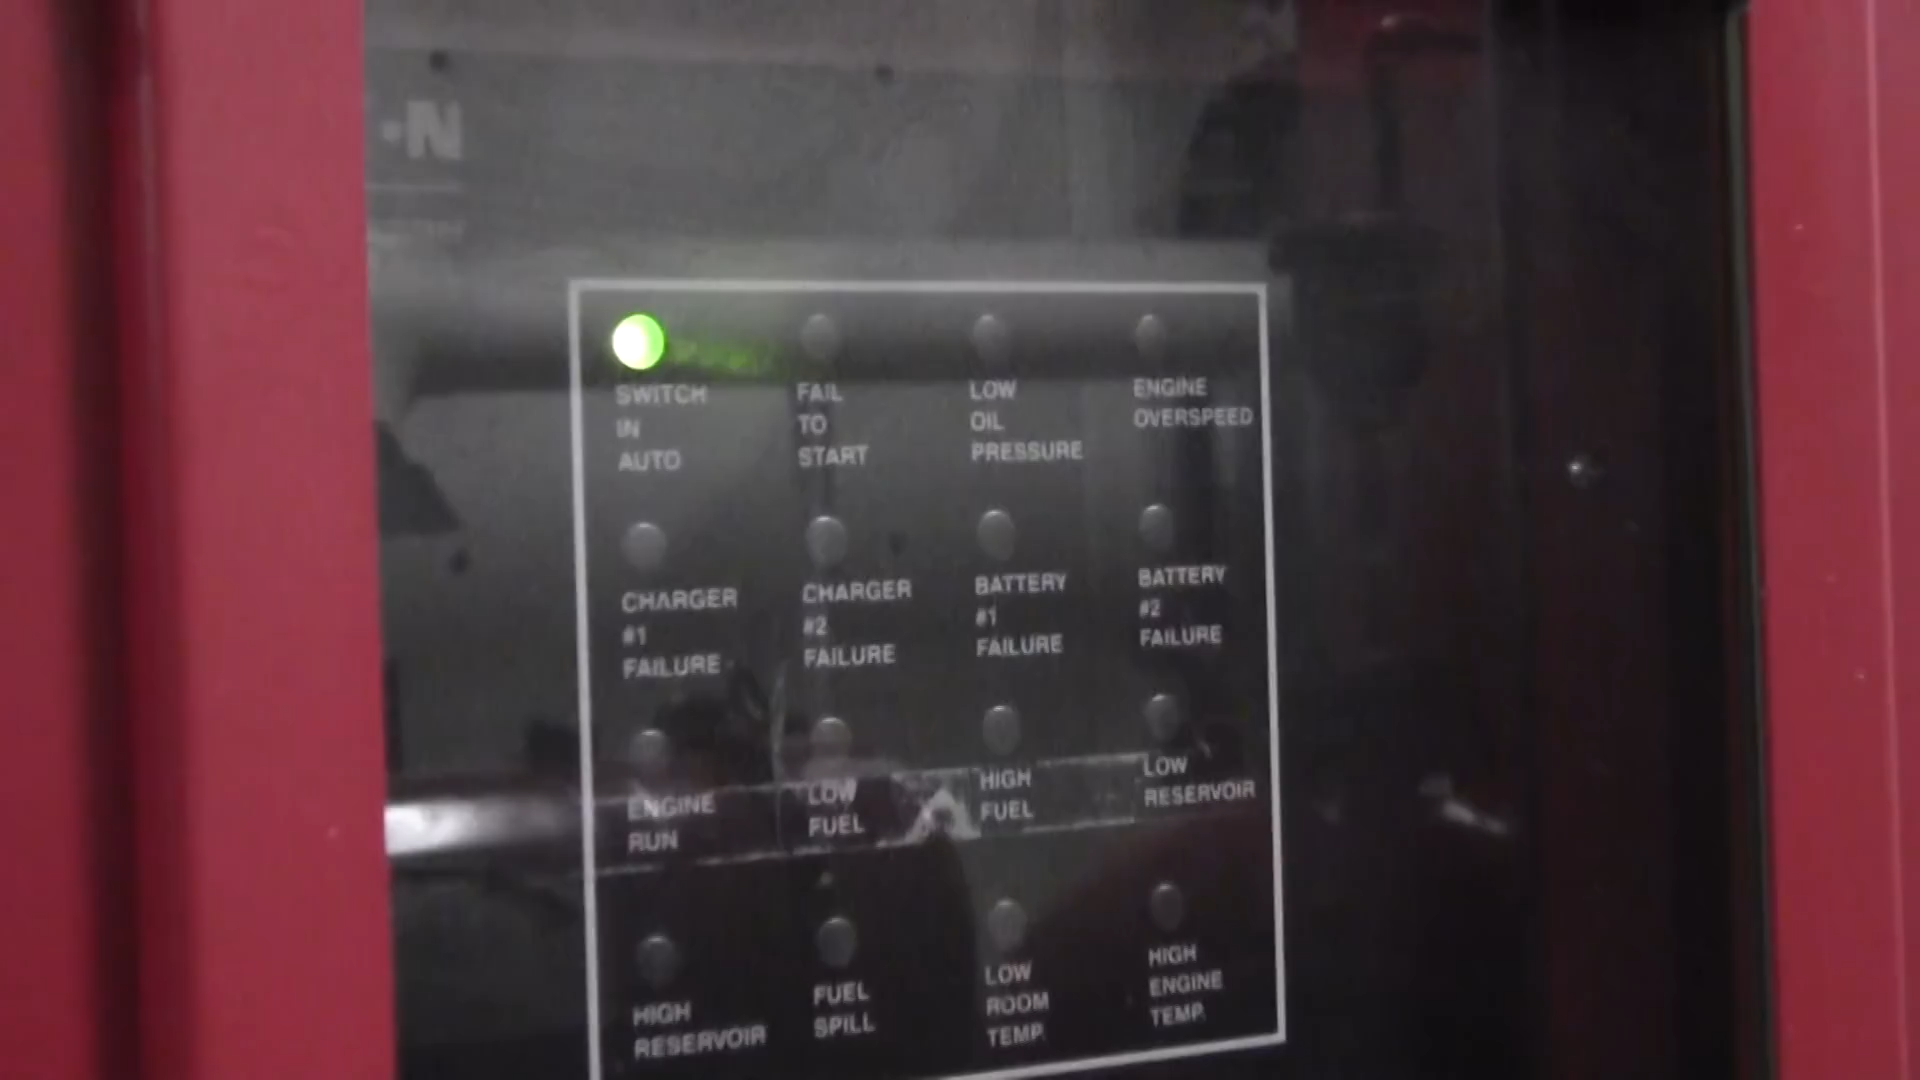 N
SWITCH
IN
AUTO
FAIL
TO
START
LOW
OIL
PRESSURE
ENGINE
OVERSPEED
CHARGER
#1
FAILURE
CHARGER
#2
FAILURE
BATTERY
#1
FAILURE
BATTERY
#2
FAILURE
ENGINE
RUN
LOW
FUEL
HIGH
FUEL
LOW
RESERVOIR
HIGH
RESERVOIR
FUEL
SPILL
LOW
ROOM
TEMP.
HIGH
ENGINE
TEMP.